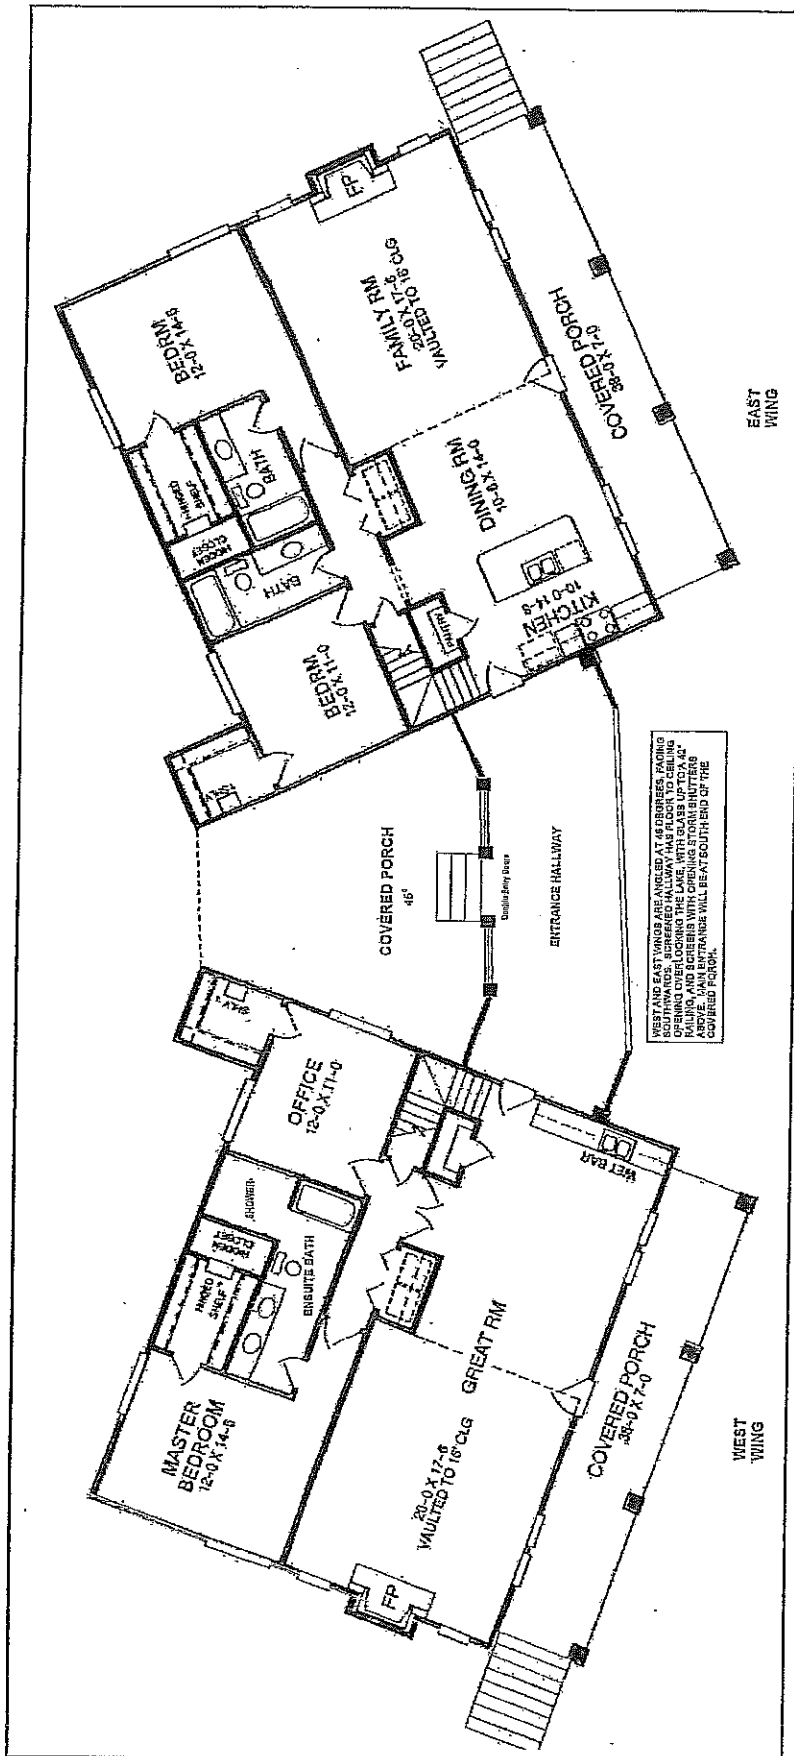 MASTER
BEDROOM
12-0 X 14-6
HINGED
SHELF
HIDDEN
CLOSET
SHOWER
ENSUITE BATH
OFFICE
12-0 X 11-0
GREAT RM
20-0 X 17-6
VAULTED TO 16' CLG
FP
WET BAR
COVERED PORCH
38-0 X 7-0
WEST
WING
COVERED PORCH
45°
Double Entry Doors
ENTRANCE HALLWAY
WEST AND EAST WINGS ARE ANGLED AT 45 DEGREES, FACING
SOUTHWARDS. SCREENED HALLWAY HAS FLOOR TO CEILING
OPENING OVERLOOKING THE LAKE, WITH GLASS UP TO A 42"
RAILING, AND SCREENS WITH OPENING STORM SHUTTERS
ABOVE. MAIN ENTRANCE WILL BE AT SOUTH END OF THE
COVERED PORCH.
BEDRM
12-0 X 11-0
BATH
HIDDEN
CLOSET
HINGED
SHELF
BATH
BEDRM
12-0 X 14-6
PANTRY
KITCHEN
10-0 14-8
DINING RM
10-6 X 14-0
FAMILY RM
20-0 X 17-6
VAULTED TO 16' CLG
FP
COVERED PORCH
38-0 X 7-0
EAST
WING